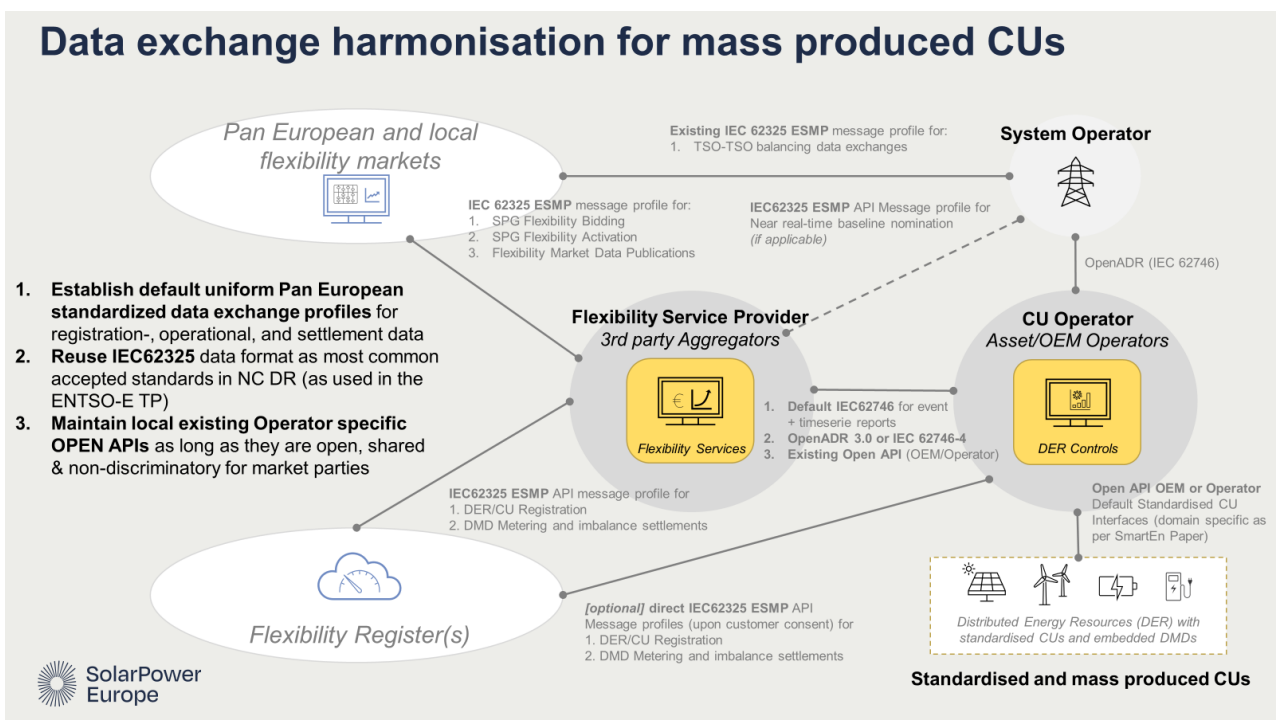 Data exchange harmonisation for mass produced CUs
Pan European and local
flexibility markets
Existing IEC 62325 ESMP message profile for:
1. TSO-TSO balancing data exchanges
System Operator
IEC 62325 ESMP message profile for:
1. SPG Flexibility Bidding
2. SPG Flexibility Activation
3. Flexibility Market Data Publications
IEC62325 ESMP API Message profile for
Near real-time baseline nomination
(if applicable)
OpenADR (IEC 62746)
1. Establish default uniform Pan European
standardized data exchange profiles for
registration-, operational, and settlement data
2. Reuse IEC62325 data format as most common
accepted standards in NC DR (as used in the
ENTSO-E TP)
3. Maintain local existing Operator specific
OPEN APIs as long as they are open, shared
& non-discriminatory for market parties
Flexibility Service Provider
3rd party Aggregators
€
Flexibility Services
CU Operator
Asset/OEM Operators
DER Controls
1. Default IEC62746 for event
+ timeserie reports
2. OpenADR 3.0 or IEC 62746-4
3. Existing Open API (OEM/Operator)
IEC62325 ESMP API message profile for
1. DER/CU Registration
2. DMD Metering and imbalance settlements
Open API OEM or Operator
Default Standardised CU
Interfaces (domain specific as
per SmartEn Paper)
Flexibility Register(s)
[optional] direct IEC62325 ESMP API
Message profiles (upon customer consent) for
1. DER/CU Registration
2. DMD Metering and imbalance settlements
Distributed Energy Resources (DER) with
standardised CUs and embedded DMDs
Standardised and mass produced CUs
SolarPower
Europe